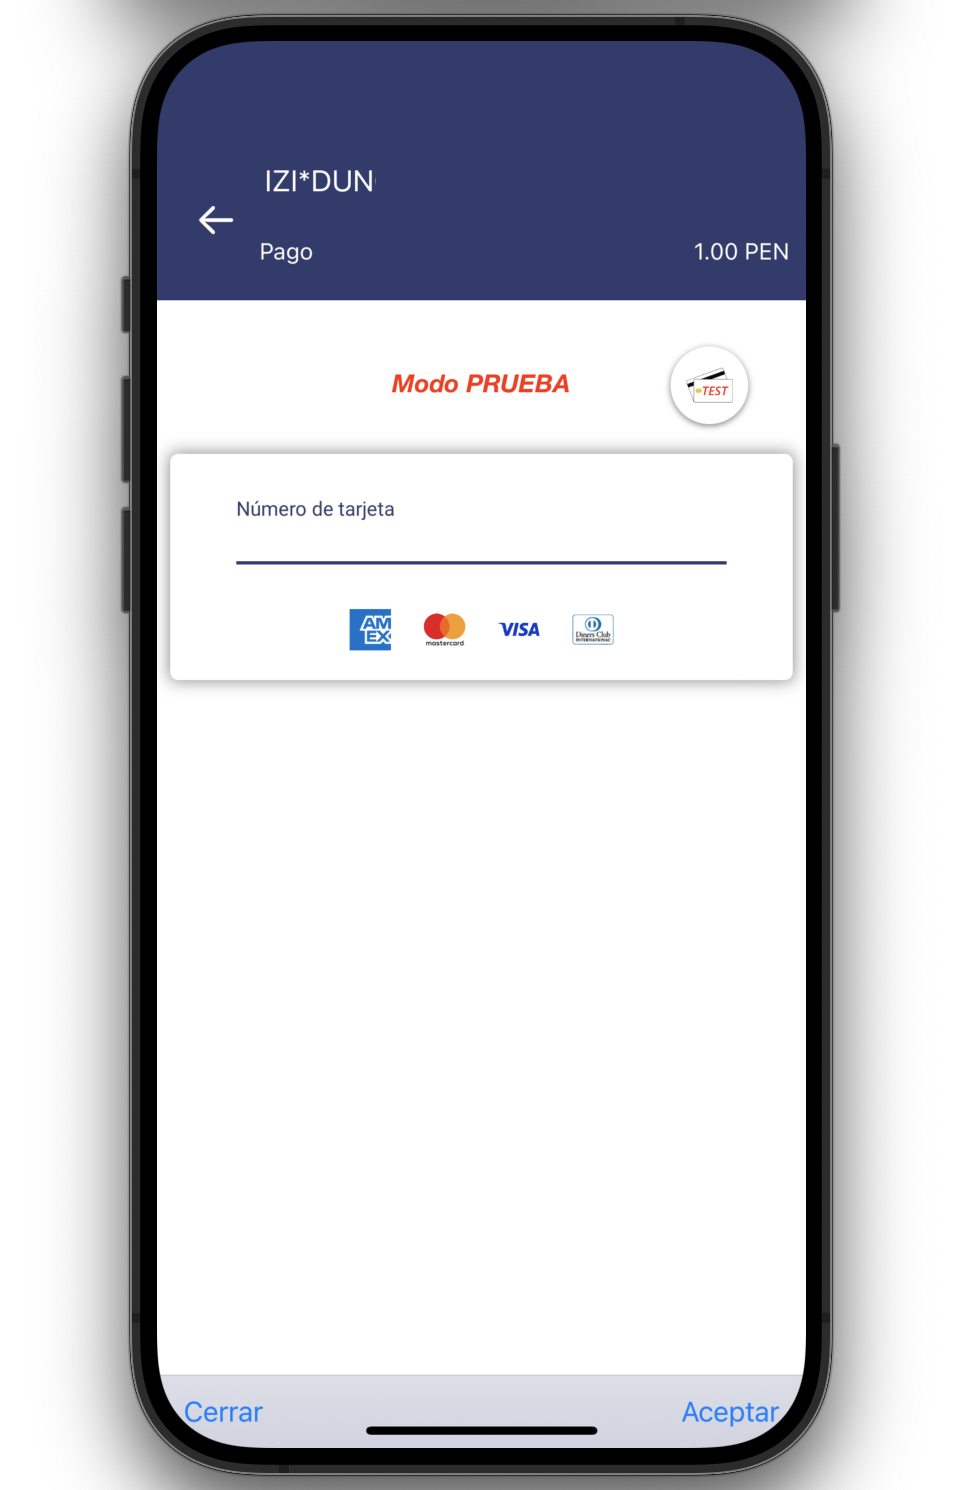 IZI*DUN
Pago
1.00 PEN
Modo PRUEBA
TEST
Número de tarjeta
AM
EX
mastercard
VISA
Diners Club
INTERNATIONAL
Cerrar
Aceptar